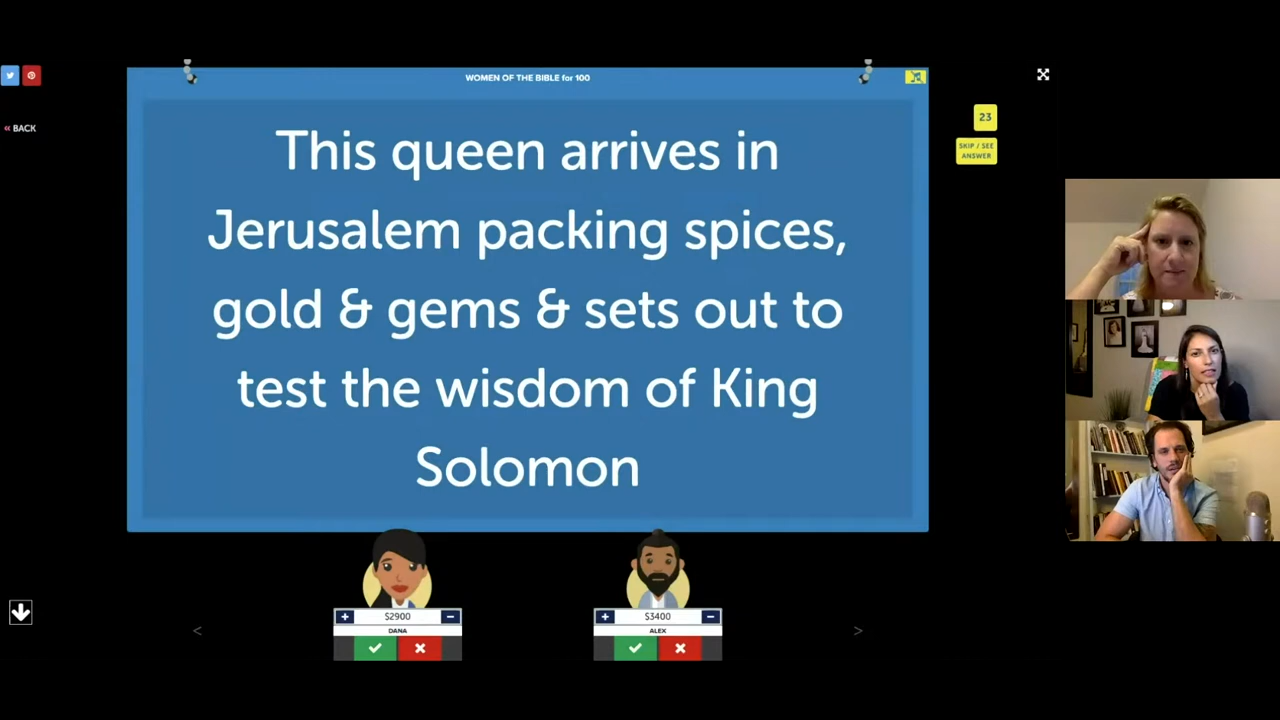 WOMEN OF THE BIBLE for 100
23
SKIP / SEE
ANSWER
« BACK
This queen arrives in
Jerusalem packing spices,
gold & gems & sets out to
test the wisdom of King
Solomon
+ $2900 −
DANA
+ $3400 −
ALEX
< >